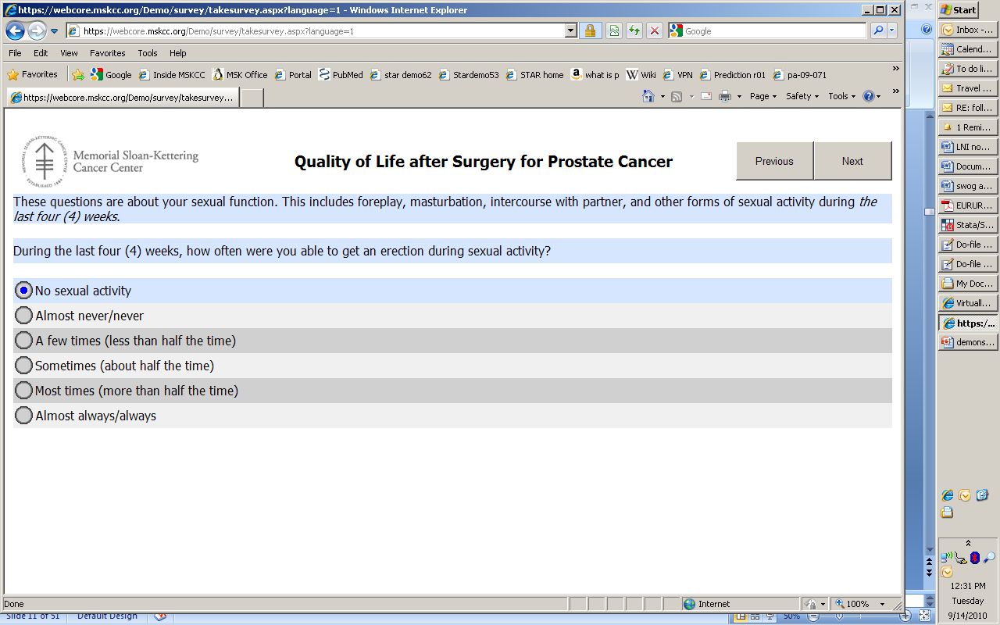 https://webcore.mskcc.org/Demo/survey/takesurvey.aspx?language=1 - Windows Internet Explorer
https://webcore.mskcc.org/Demo/survey/takesurvey.aspx?language=1
Google
File Edit View Favorites Tools Help
Favorites Google Inside MSKCC MSK Office Portal PubMed star demo62 Stardemo53 STAR home what is p Wiki VPN Prediction r01 pa-09-071 »
https://webcore.mskcc.org/Demo/survey/takesurvey... Page Safety Tools »
MEMORIAL SLOAN-KETTERING CANCER CENTER
ESTABLISHED 1884
Memorial Sloan-Kettering
Cancer Center
Quality of Life after Surgery for Prostate Cancer
Previous Next
These questions are about your sexual function. This includes foreplay, masturbation, intercourse with partner, and other forms of sexual activity during the
last four (4) weeks.
During the last four (4) weeks, how often were you able to get an erection during sexual activity?
No sexual activity
Almost never/never
A few times (less than half the time)
Sometimes (about half the time)
Most times (more than half the time)
Almost always/always
Done Internet 100%
Slide 11 of 51 Default Design 50%
Start
Inbox -...
Calend...
To do li...
Travel ...
RE: foll...
1 Remi...
LNI no...
Docum...
swog a...
EURUR...
Stata/S...
Do-file ...
Do-file ...
My Doc...
Virtuall...
https:/...
demons...
12:31 PM
Tuesday
9/14/2010